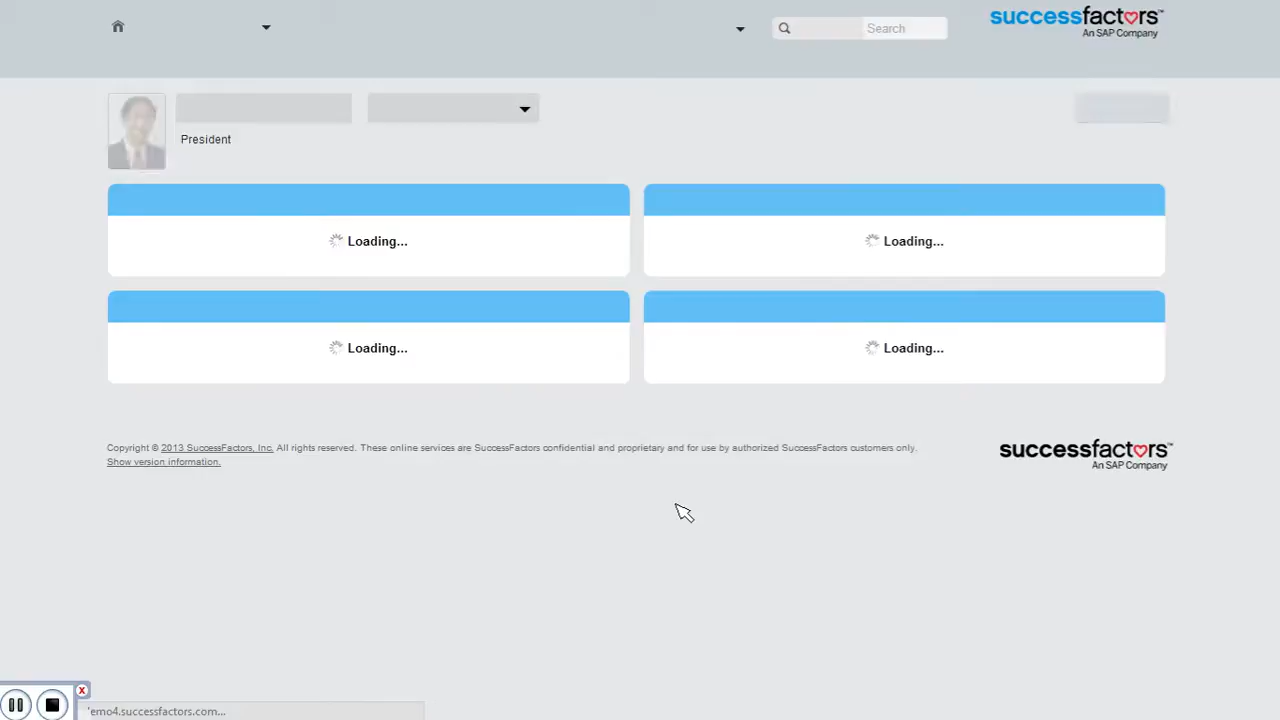 Search
successfactors™
An SAP Company
President
Loading...
Loading...
Loading...
Loading...
Copyright © 2013 SuccessFactors, Inc. All rights reserved. These online services are SuccessFactors confidential and proprietary and for use by authorized SuccessFactors customers only.
Show version information.
successfactors™
An SAP Company
x
emo4.successfactors.com...